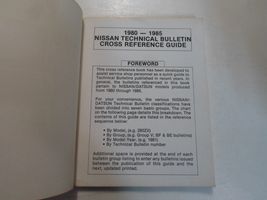 1980 — 1985
NISSAN TECHNICAL BULLETIN
CROSS REFERENCE GUIDE
FOREWORD
This cross reference book has been developed to
assist service shop personnel as a quick guide to
Technical Bulletins published in recent years. In
general, the bulletins referenced in this book
pertain to NISSAN/DATSUN models produced
from 1980 through 1985.
For your convenience, the various NISSAN/
DATSUN Technical Bulletin classifications have
been divided into seven basic groups. The chart
on the following page details this breakdown. The
contents of this guide are listed in the reference
sequence below:
• By Model, (e.g. 280ZX)
• By Group, (e.g. Group V: BF & SE bulletins)
• By Model Year, (e.g. 1981)
• By Technical Bulletin number
Additional space is provided at the end of each
bulletin group listing to enter any bulletins issued
between the publication of this guide and the
next, updated printing.